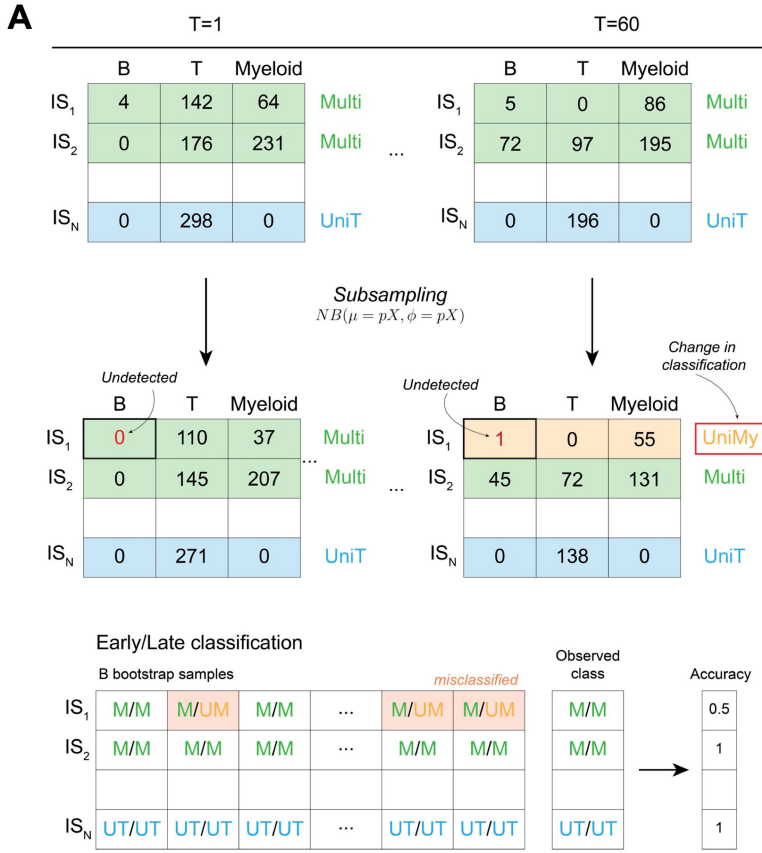 A
T=1 T=60
B T Myeloid B T Myeloid
IS1 4 142 64 Multi IS1 5 0 86 Multi
IS2 0 176 231 Multi ... IS2 72 97 195 Multi
ISN 0 298 0 UniT ISN 0 196 0 UniT
Subsampling
NB(μ = pX, ϕ = pX)
Change in
classification
Undetected Undetected
B T Myeloid B T Myeloid
IS1 0 110 37 Multi ... IS1 1 0 55 UniMy
IS2 0 145 207 Multi ... IS2 45 72 131 Multi
ISN 0 271 0 UniT ISN 0 138 0 UniT
Early/Late classification
B bootstrap samples misclassified Observed
class Accuracy
IS1 M/M M/UM M/M ... M/UM M/UM M/M 0.5
IS2 M/M M/M M/M ... M/M M/M M/M 1
ISN UT/UT UT/UT UT/UT ... UT/UT UT/UT UT/UT 1